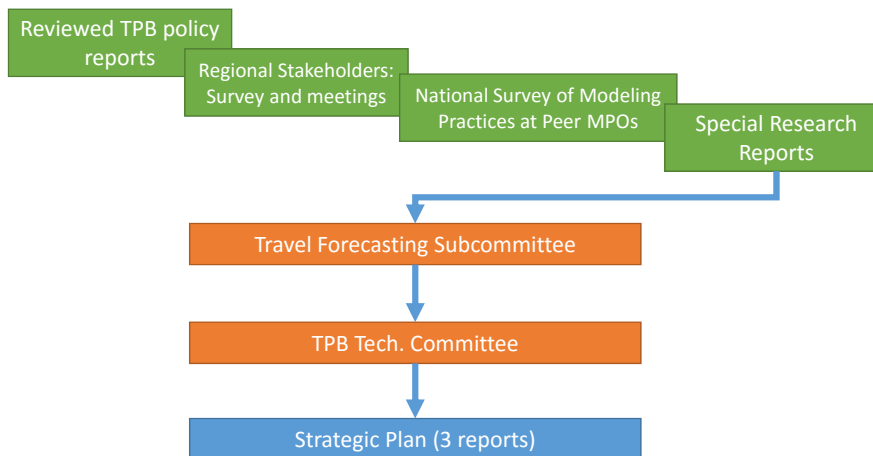 Reviewed TPB policy
reports
Regional Stakeholders:
Survey and meetings
National Survey of Modeling
Practices at Peer MPOs
Special Research
Reports
Travel Forecasting Subcommittee
TPB Tech. Committee
Strategic Plan (3 reports)